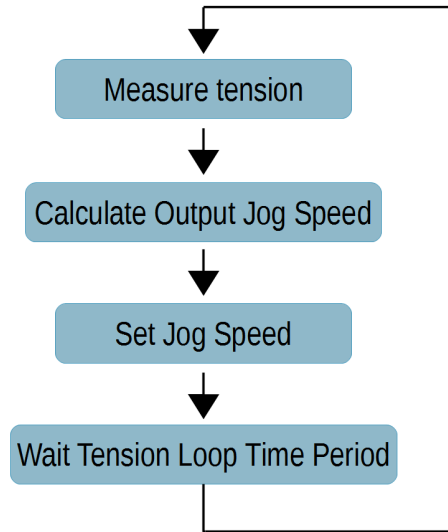 Measure tension
Calculate Output Jog Speed
Set Jog Speed
Wait Tension Loop Time Period